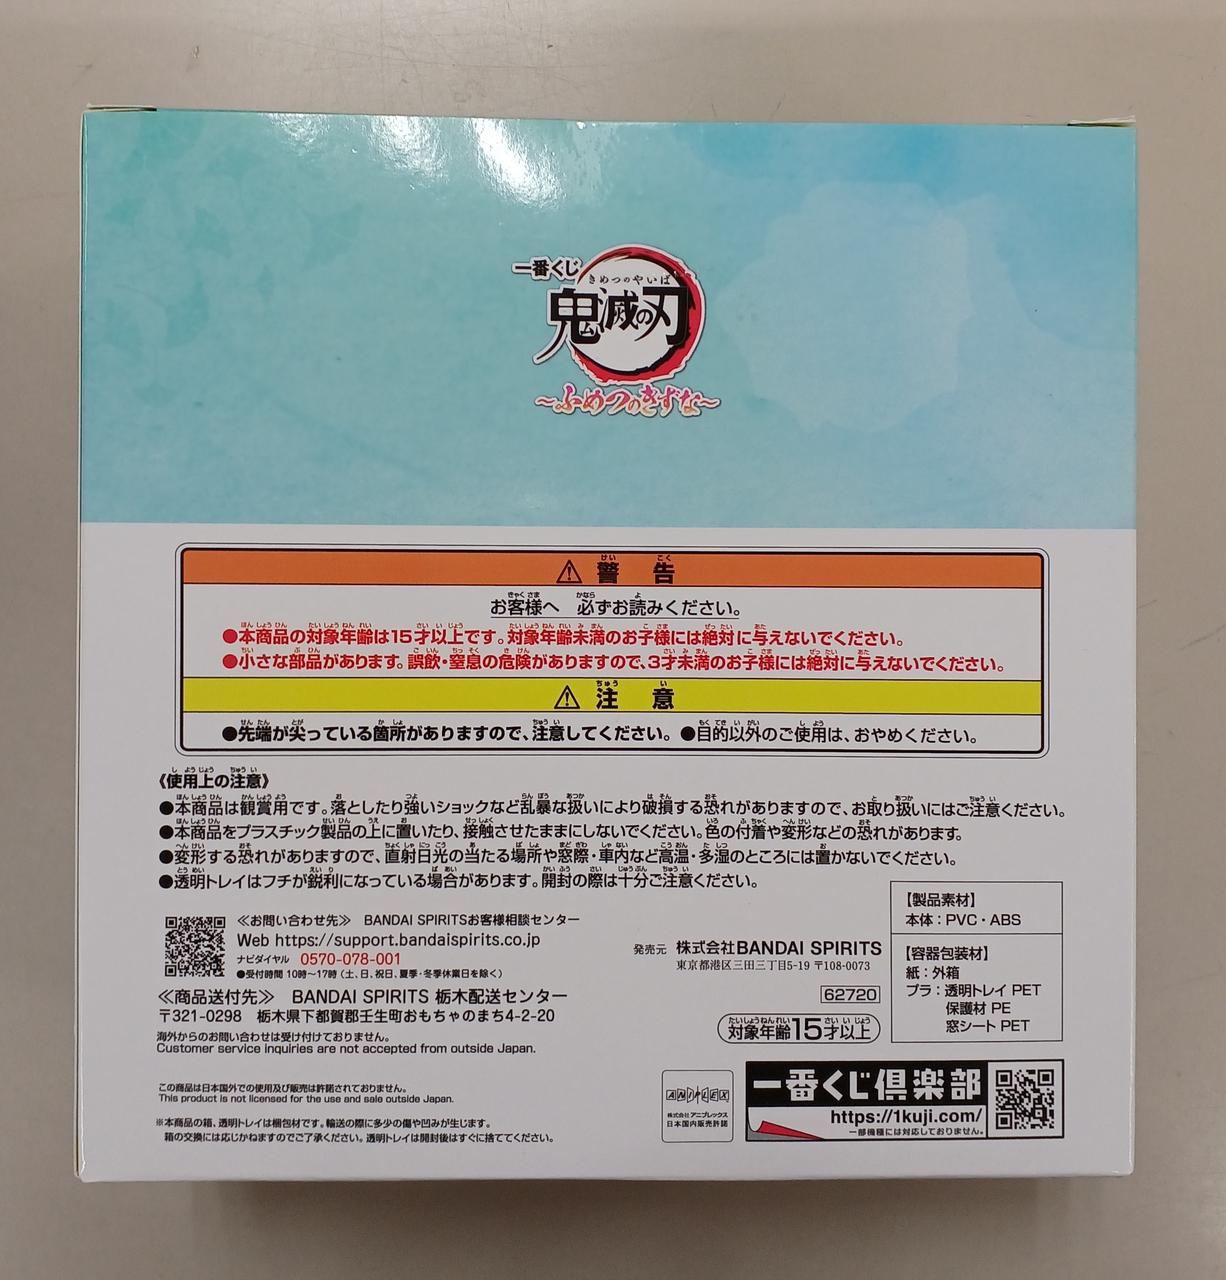 一番くじ
きめつのやいば
鬼滅の刃
～ふめつのきずな～
⚠警告
お客様へ 必ずお読みください。
●本商品の対象年齢は15才以上です。対象年齢未満のお子様には絶対に与えないでください。
●小さな部品があります。誤飲・窒息の危険がありますので、3才未満のお子様には絶対に与えないでください。
⚠注意
●先端が尖っている箇所がありますので、注意してください。●目的以外のご使用は、おやめください。
《使用上の注意》
●本商品は観賞用です。落としたり強いショックなど乱暴な扱いにより破損する恐れがありますので、お取り扱いにはご注意ください。
●本商品をプラスチック製品の上に置いたり、接触させたままにしないでください。色の付着や変形などの恐れがあります。
●変形する恐れがありますので、直射日光の当たる場所や窓際・車内など高温・多湿のところには置かないでください。
●透明トレイはフチが鋭利になっている場合があります。開封の際は十分ご注意ください。
【製品素材】
本体：PVC・ABS
【容器包装材】
紙：外箱
プラ：透明トレイ PET
保護材 PE
窓シート PET
≪お問い合わせ先≫ BANDAI SPIRITSお客様相談センター
Web https://support.bandaispirits.co.jp
ナビダイヤル 0570-078-001
●受付時間 10時～17時（土、日、祝日、夏季・冬季休業日を除く）
≪商品送付先≫ BANDAI SPIRITS 栃木配送センター
〒321-0298 栃木県下都賀郡壬生町おもちゃのまち4-2-20
海外からのお問い合わせは受け付けておりません。
Customer service inquiries are not accepted from outside Japan.
発売元 株式会社BANDAI SPIRITS
東京都港区三田三丁目5-19 〒108-0073
62720
対象年齢15才以上
この商品は日本国外での使用及び販売は許諾されておりません。
This product is not licensed for the use and sale outside Japan.
※本商品の箱、透明トレイは梱包材です。輸送の際に多少の傷や凹みが生じます。
箱の交換には応じかねますのでご了承ください。透明トレイは開封後はすぐに捨ててください。
ANIPLEX
株式会社アニプレックス
日本国内販売許諾
一番くじ倶楽部
https://1kuji.com/
一部機種には対応しておりません。